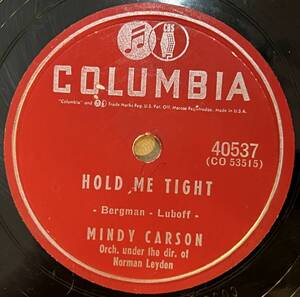 CBS
COLUMBIA
"Columbia" and Trade Marks Reg. U.S. Pat. Off. Marcas Registradas. Made in U.S.A.
40537
(CO 53515)
HOLD ME TIGHT
- Bergman - Luboff -
MINDY CARSON
Orch. under the dir. of
Norman Leyden